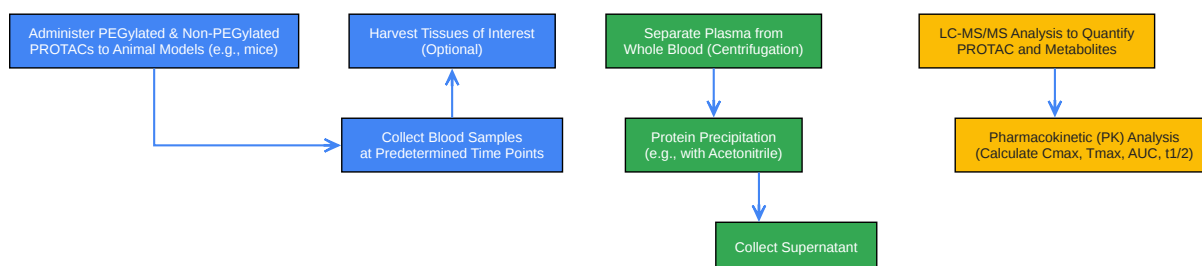 Administer PEGylated & Non-PEGylated
PROTACs to Animal Models (e.g., mice)
Harvest Tissues of Interest
(Optional)
Collect Blood Samples
at Predetermined Time Points
Separate Plasma from
Whole Blood (Centrifugation)
Protein Precipitation
(e.g., with Acetonitrile)
Collect Supernatant
LC-MS/MS Analysis to Quantify
PROTAC and Metabolites
Pharmacokinetic (PK) Analysis
(Calculate Cmax, Tmax, AUC, t1/2)